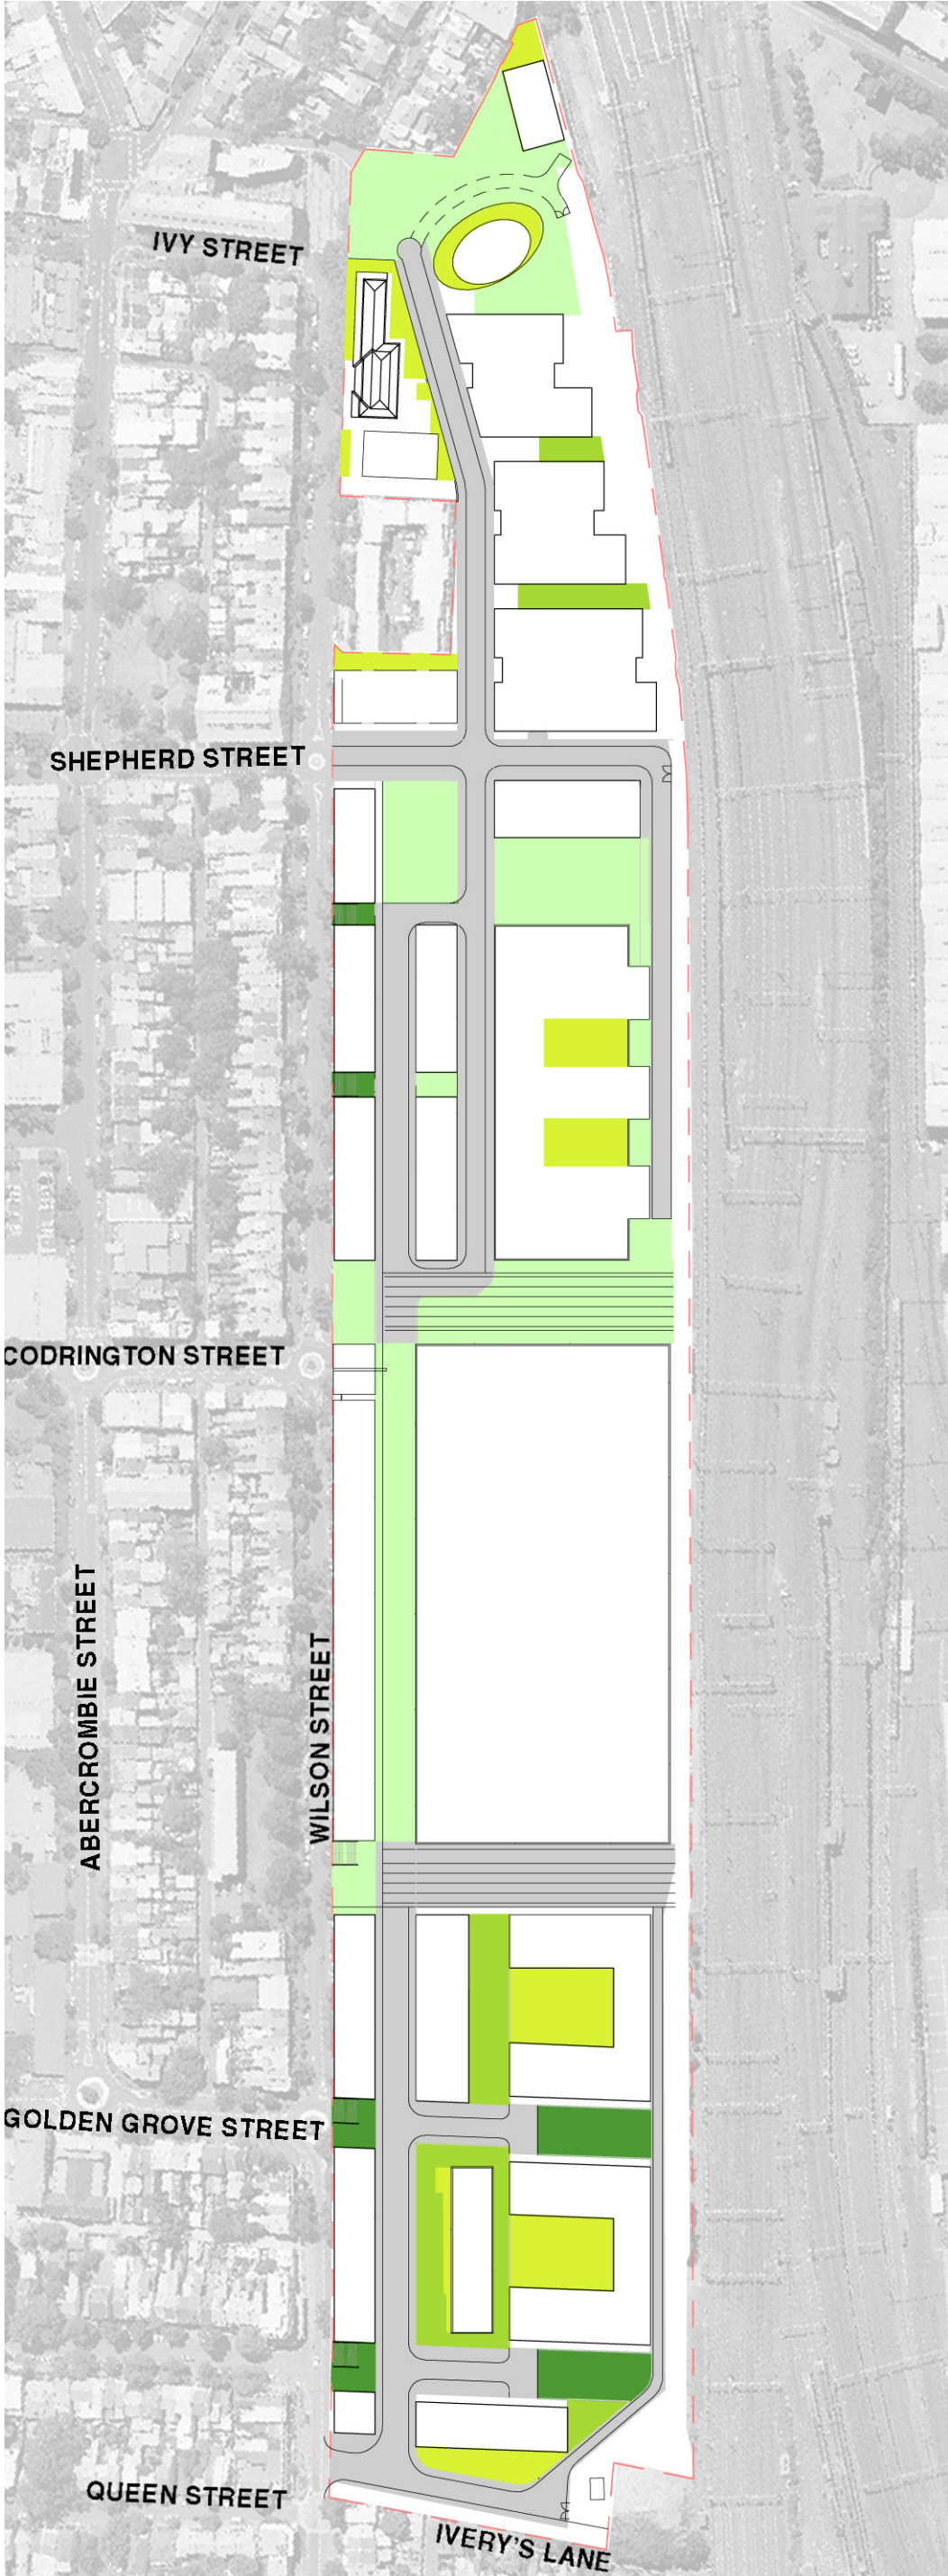 IVY STREET
SHEPHERD STREET
CODRINGTON STREET
ABERCROMBIE STREET
WILSON STREET
GOLDEN GROVE STREET
QUEEN STREET
IVERY'S LANE